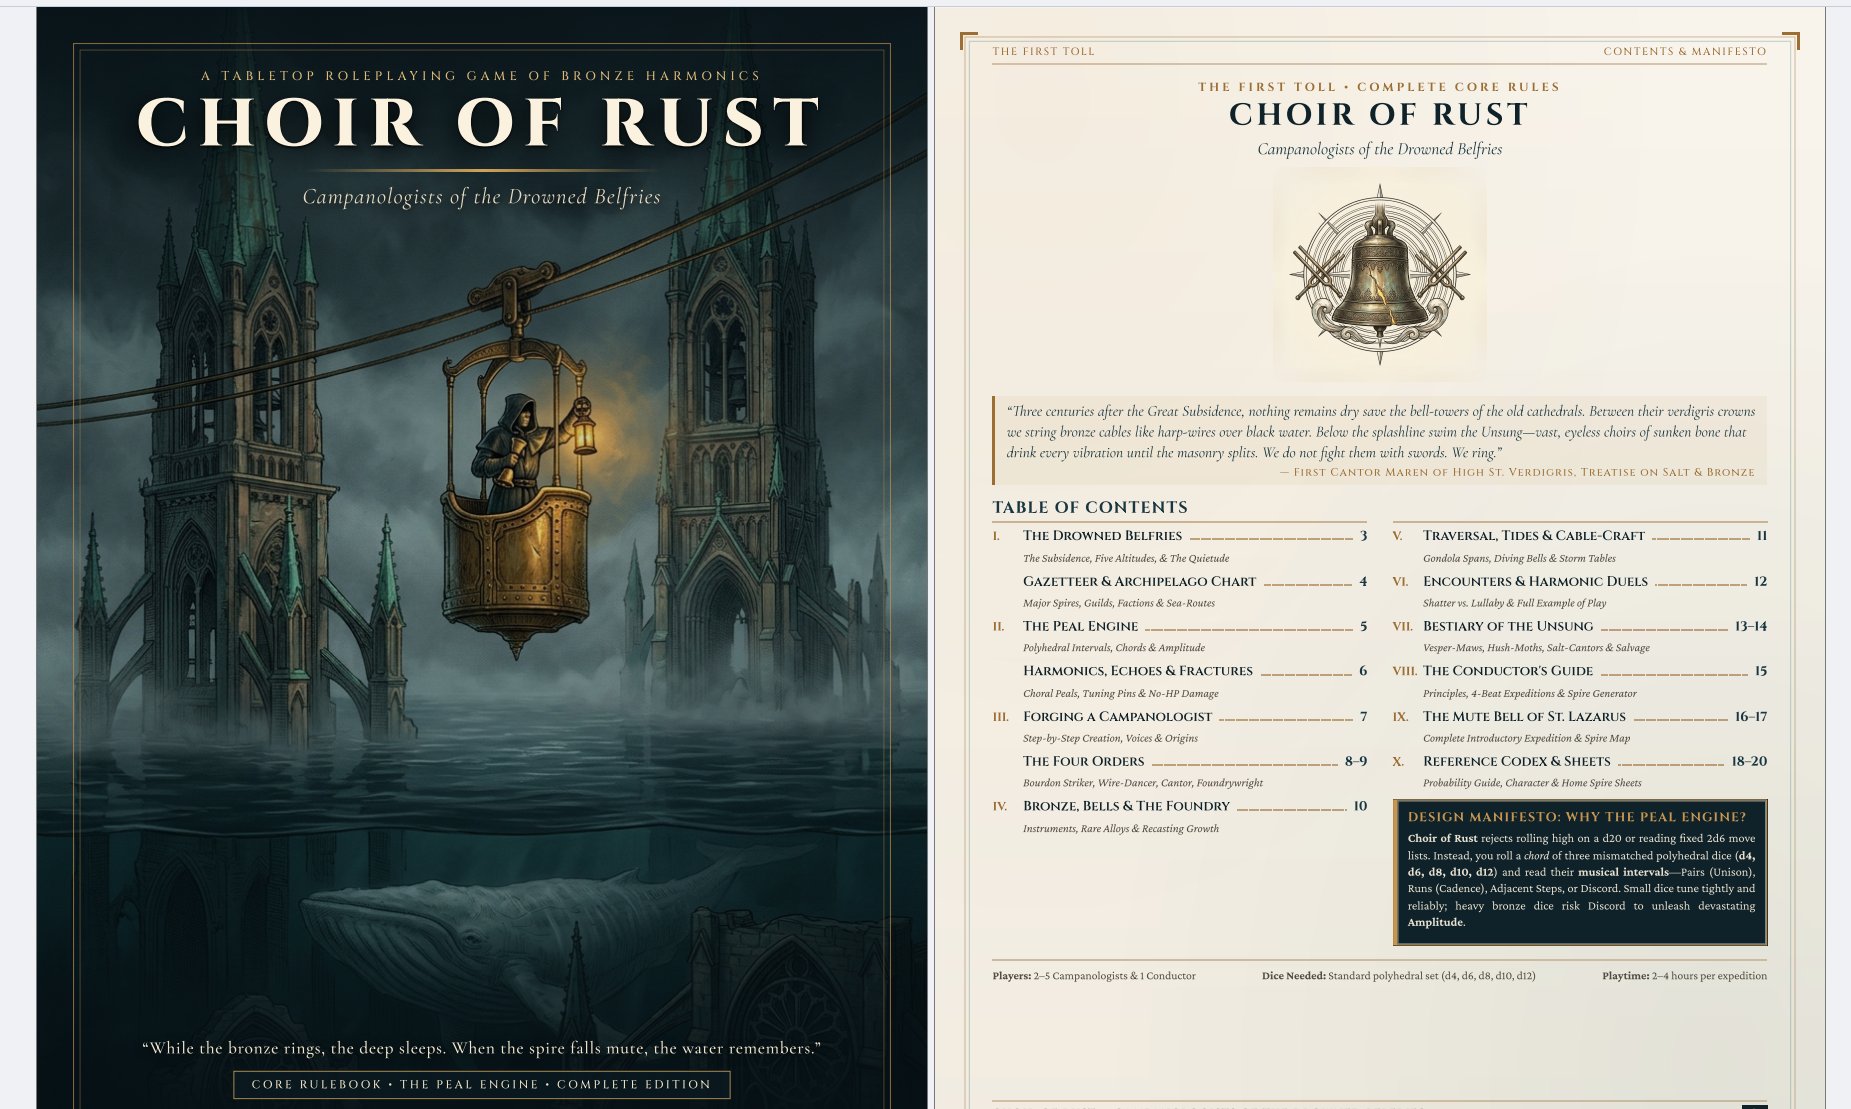 A TABLETOP ROLEPLAYING GAME OF BRONZE HARMONICS
CHOIR OF RUST
Campanologists of the Drowned Belfries
“While the bronze rings, the deep sleeps. When the spire falls mute, the water remembers.”
CORE RULEBOOK • THE PEAL ENGINE • COMPLETE EDITION
THE FIRST TOLL
CONTENTS & MANIFESTO
THE FIRST TOLL • COMPLETE CORE RULES
CHOIR OF RUST
Campanologists of the Drowned Belfries
“Three centuries after the Great Subsidence, nothing remains dry save the bell-towers of the old cathedrals. Between their verdigris crowns
we string bronze cables like harp-wires over black water. Below the splashline swim the Unsung—vast, eyeless choirs of sunken bone that
drink every vibration until the masonry splits. We do not fight them with swords. We ring.”
— FIRST CANTOR MAREN OF HIGH ST. VERDIGRIS, TREATISE ON SALT & BRONZE
TABLE OF CONTENTS
I. THE DROWNED BELFRIES 3
The Subsidence, Five Altitudes, & The Quietude
GAZETTEER & ARCHIPELAGO CHART 4
Major Spires, Guilds, Factions & Sea-Routes
II. THE PEAL ENGINE 5
Polyhedral Intervals, Chords & Amplitude
HARMONICS, ECHOES & FRACTURES 6
Choral Peals, Tuning Pins & No-HP Damage
III. FORGING A CAMPANOLOGIST 7
Step-by-Step Creation, Voices & Origins
THE FOUR ORDERS 8–9
Bourdon Striker, Wire-Dancer, Cantor, Foundrywright
IV. BRONZE, BELLS & THE FOUNDRY 10
Instruments, Rare Alloys & Recasting Growth
V. TRAVERSAL, TIDES & CABLE-CRAFT 11
Gondola Spans, Diving Bells & Storm Tables
VI. ENCOUNTERS & HARMONIC DUELS 12
Shatter vs. Lullaby & Full Example of Play
VII. BESTIARY OF THE UNSUNG 13–14
Vesper-Maws, Hush-Moths, Salt-Cantors & Salvage
VIII. THE CONDUCTOR'S GUIDE 15
Principles, 4-Beat Expeditions & Spire Generator
IX. THE MUTE BELL OF ST. LAZARUS 16–17
Complete Introductory Expedition & Spire Map
X. REFERENCE CODEX & SHEETS 18–20
Probability Guide, Character & Home Spire Sheets
DESIGN MANIFESTO: WHY THE PEAL ENGINE?
Choir of Rust rejects rolling high on a d20 or reading fixed 2d6 move
lists. Instead, you roll a chord of three mismatched polyhedral dice (d4,
d6, d8, d10, d12) and read their musical intervals—Pairs (Unison),
Runs (Cadence), Adjacent Steps, or Discord. Small dice tune tightly and
reliably; heavy bronze dice risk Discord to unleash devastating
Amplitude.
Players: 2–5 Campanologists & 1 Conductor
Dice Needed: Standard polyhedral set (d4, d6, d8, d10, d12)
Playtime: 2–4 hours per expedition